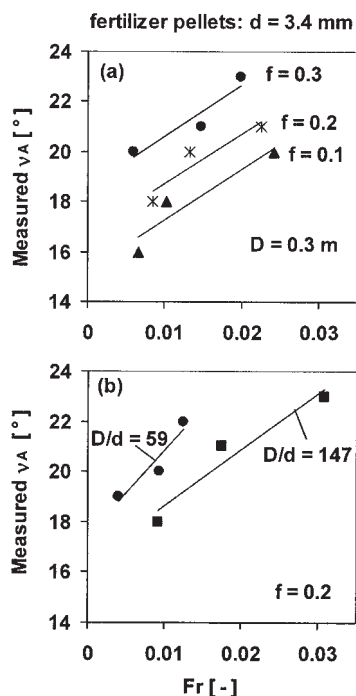 fertilizer pellets: d = 3.4 mm
24
22
20
18
16
14
Measured νA [ ° ]
(a)
f = 0.3
f = 0.2
f = 0.1
D = 0.3 m
0
0.01
0.02
0.03
24
22
20
18
16
14
Measured νA [ ° ]
(b)
D/d = 59
D/d = 147
f = 0.2
0
0.01
0.02
0.03
Fr [ - ]